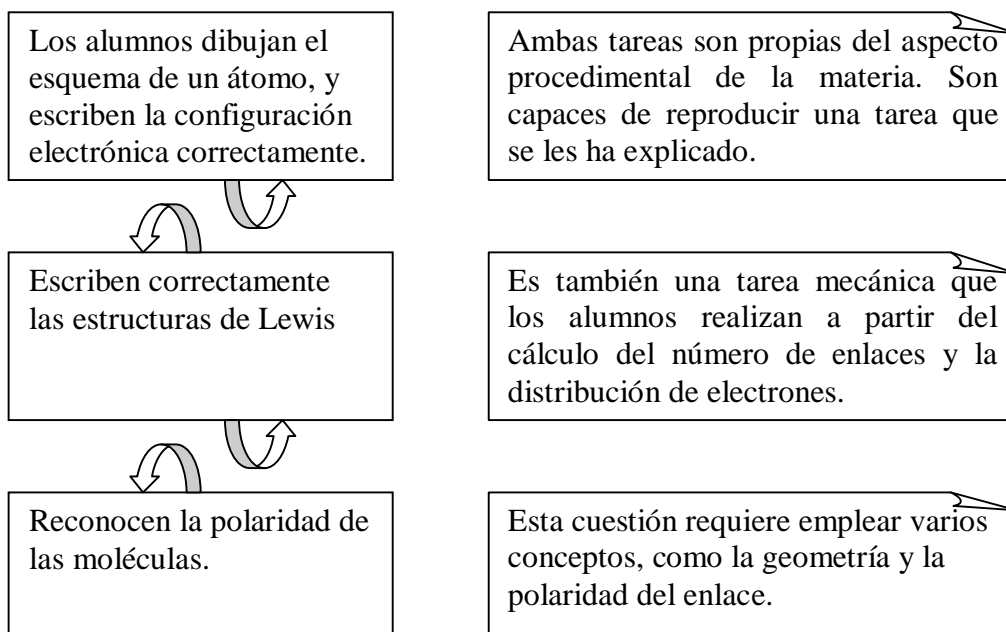 Los alumnos dibujan el
esquema de un átomo, y
escriben la configuración
electrónica correctamente.
Ambas tareas son propias del aspecto
procedimental de la materia. Son
capaces de reproducir una tarea que
se les ha explicado.
Escriben correctamente
las estructuras de Lewis
Es también una tarea mecánica que
los alumnos realizan a partir del
cálculo del número de enlaces y la
distribución de electrones.
Reconocen la polaridad de
las moléculas.
Esta cuestión requiere emplear varios
conceptos, como la geometría y la
polaridad del enlace.